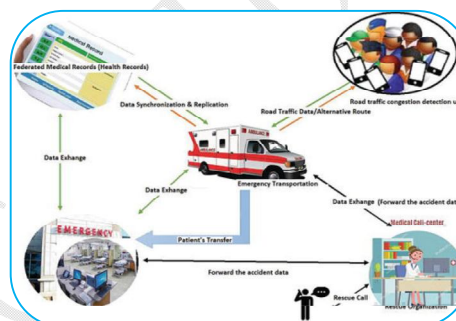 Medical Record
Federated Medical Records (Health Records)
Road traffic congestion detection u
Data Synchronization & Replication
Road Traffic Data/Alternative Route
AMBULANCE
Data Exhange
Data Exhange
Emergency Transportation
Data Exhange (Forward the accident data
EMERGENCY
Medical Call-center
Patient's Transfer
Forward the accident data
Rescue Call
Rescue Organization